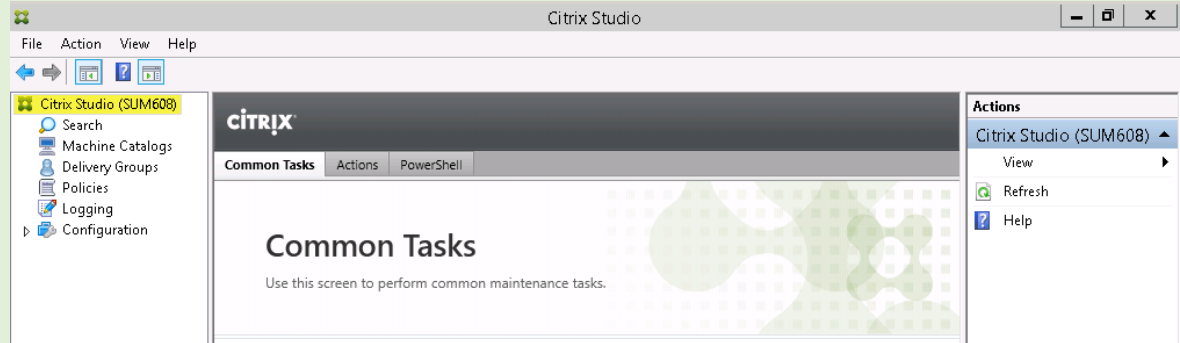 Citrix Studio
File Action View Help
Citrix Studio (SUM608)
Search
Machine Catalogs
Delivery Groups
Policies
Logging
Configuration
CITRIX
Common Tasks Actions PowerShell
Common Tasks
Use this screen to perform common maintenance tasks.
Actions
Citrix Studio (SUM608)
View
Refresh
Help